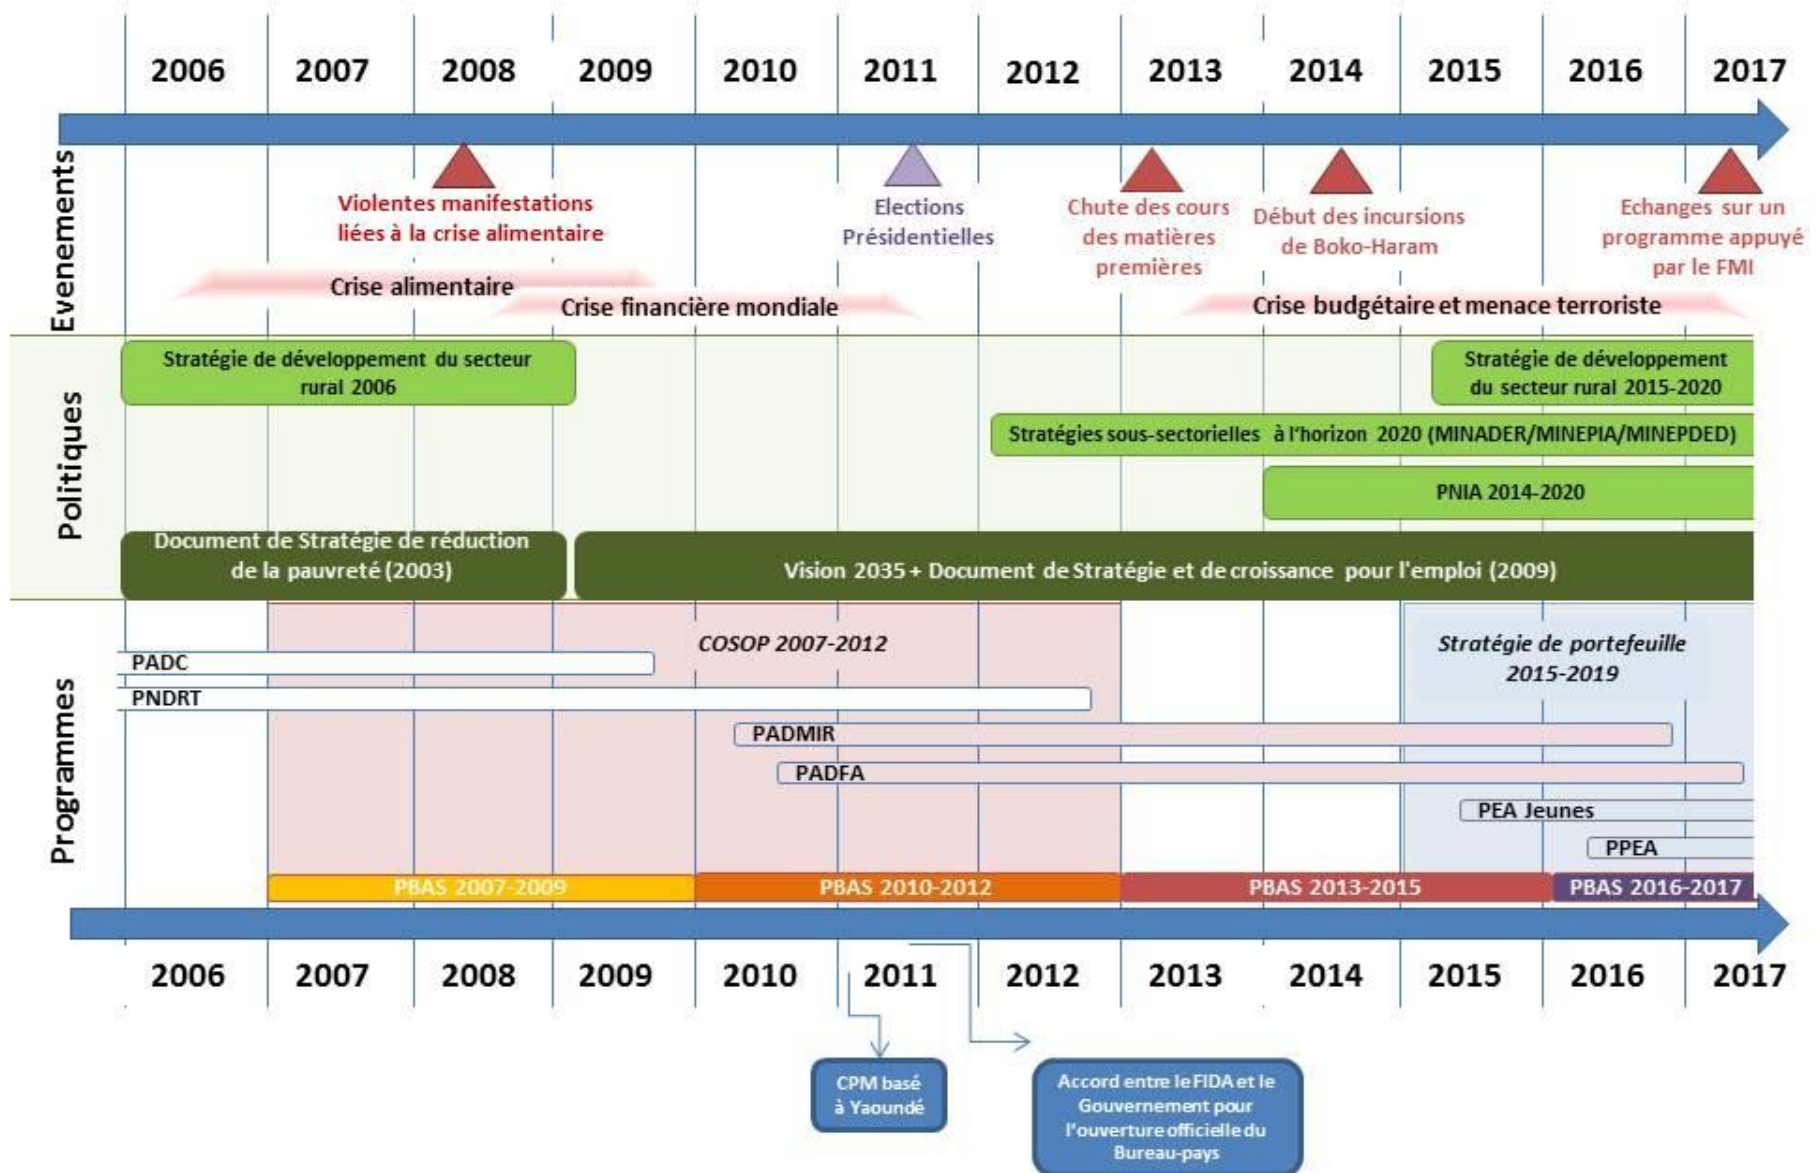 2006 2007 2008 2009 2010 2011 2012 2013 2014 2015 2016 2017
Evenements
Violentes manifestations
liées à la crise alimentaire
Elections
Présidentielles
Chute des cours
des matières
premières
Début des incursions
de Boko-Haram
Echanges sur un
programme appuyé
par le FMI
Crise alimentaire
Crise financière mondiale
Crise budgétaire et menace terroriste
Politiques
Stratégie de développement du secteur
rural 2006
Stratégie de développement
du secteur rural 2015-2020
Stratégies sous-sectorielles à l'horizon 2020 (MINADER/MINEPIA/MINEPDED)
PNIA 2014-2020
Document de Stratégie de réduction
de la pauvreté (2003)
Vision 2035 + Document de Stratégie et de croissance pour l'emploi (2009)
Programmes
COSOP 2007-2012
Stratégie de portefeuille
2015-2019
PADC
PNDRT
PADMIR
PADFA
PEA Jeunes
PPEA
PBAS 2007-2009
PBAS 2010-2012
PBAS 2013-2015
PBAS 2016-2017
2006 2007 2008 2009 2010 2011 2012 2013 2014 2015 2016 2017
CPM basé
à Yaoundé
Accord entre le FIDA et le
Gouvernement pour
l'ouverture officielle du
Bureau-pays